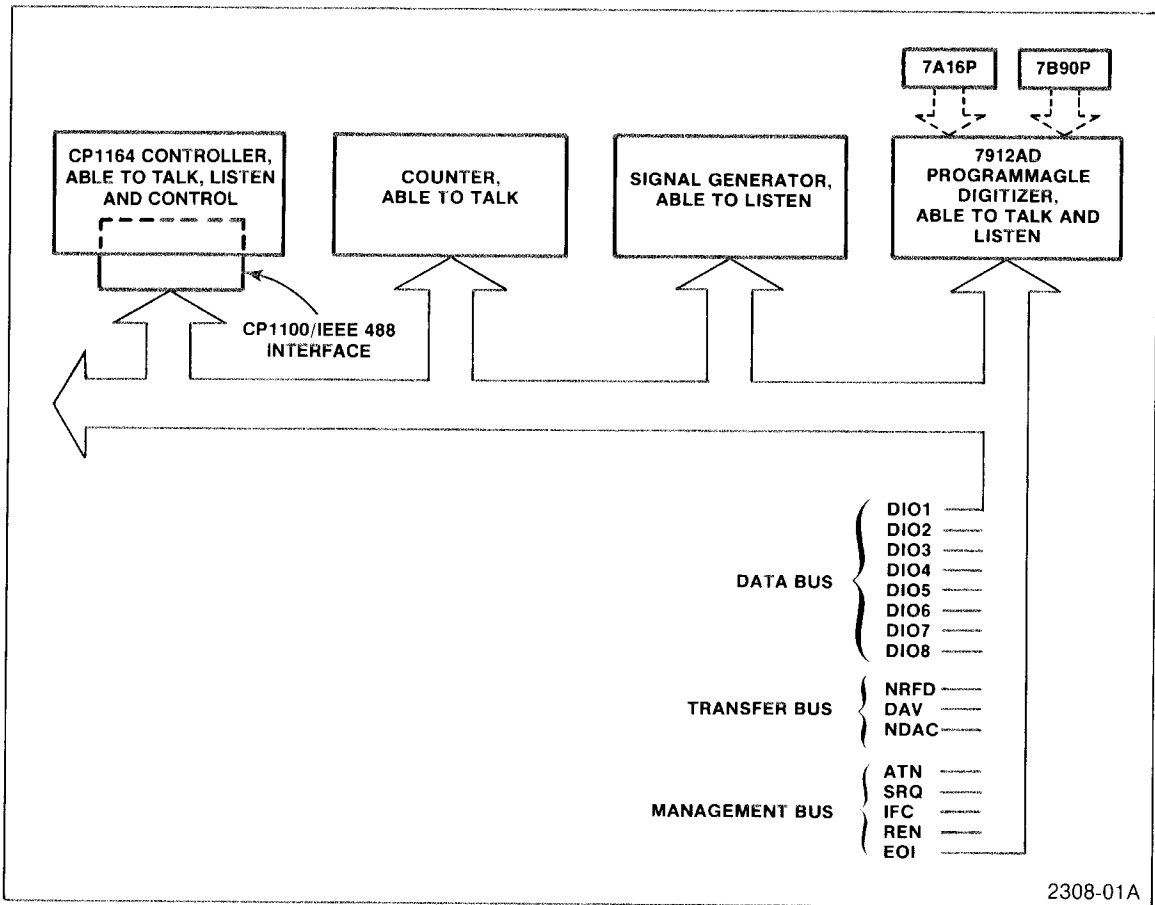 7A16P
7B90P
CP1164 CONTROLLER,
ABLE TO TALK, LISTEN
AND CONTROL
COUNTER,
ABLE TO TALK
SIGNAL GENERATOR,
ABLE TO LISTEN
7912AD
PROGRAMMAGLE
DIGITIZER,
ABLE TO TALK AND
LISTEN
CP1100/IEEE 488
INTERFACE
DATA BUS
DIO1
DIO2
DIO3
DIO4
DIO5
DIO6
DIO7
DIO8
TRANSFER BUS
NRFD
DAV
NDAC
MANAGEMENT BUS
ATN
SRQ
IFC
REN
EOI
2308-01A